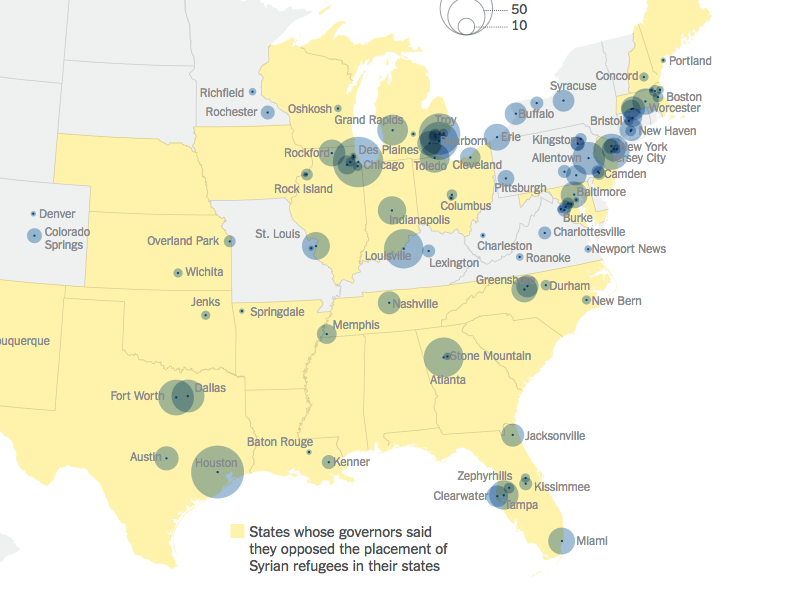 50
10
Portland
Concord
Richfield
Syracuse
Boston
Oshkosh
Rochester
Worcester
Buffalo
Grand Rapids
Troy
Bristol
New Haven
Erie
Kingston
Dearborn
New York
Des Plaines
Rockford
Jersey City
Allentown
Chicago
Toledo
Cleveland
Camden
Rock Island
Pittsburgh
Baltimore
Columbus
Denver
Indianapolis
Burke
Colorado
Springs
St. Louis
Charlottesville
Overland Park
Charleston
Newport News
Louisville
Roanoke
Lexington
Wichita
Greensb
Durham
Jenks
Nashville
New Bern
Springdale
Memphis
uquerque
Stone Mountain
Atlanta
Fort Worth
Dallas
Jacksonville
Baton Rouge
Austin
Houston
Kenner
Zephyrhills
Kissimmee
Clearwater
Tampa
States whose governors said
they opposed the placement of
Syrian refugees in their states
Miami